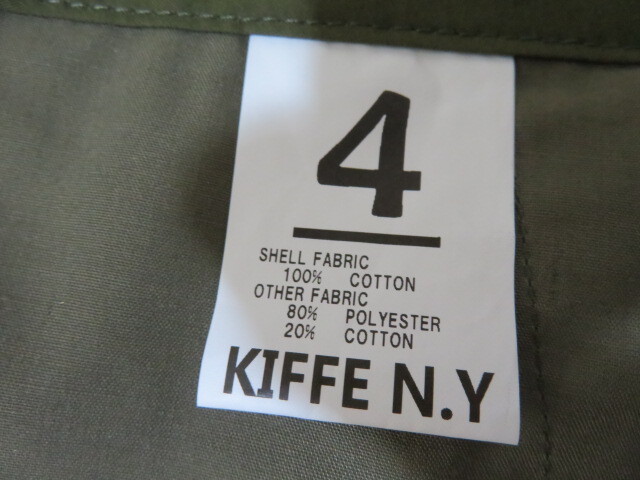 4
SHELL FABRIC
100% COTTON
OTHER FABRIC
80% POLYESTER
20% COTTON
KIFFE N.Y